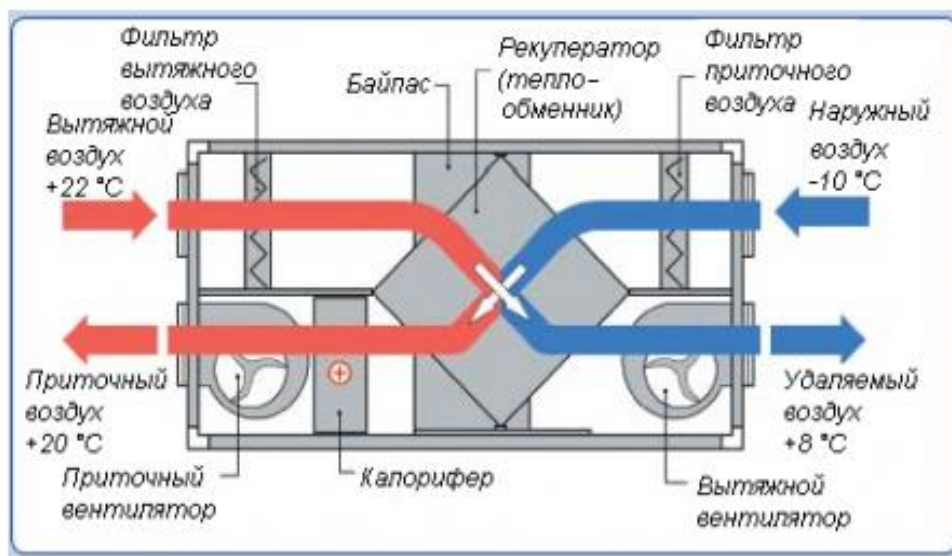 Фильтр
вытяжного
воздуха
Байпас
Рекуператор
(тепло-
обменник)
Фильтр
приточного
воздуха
Вытяжной
воздух
+22 °C
Наружный
воздух
-10 °C
+
Приточный
воздух
+20 °C
Удаляемый
воздух
+8 °C
Приточный
вентилятор
Калорифер
Вытяжной
вентилятор